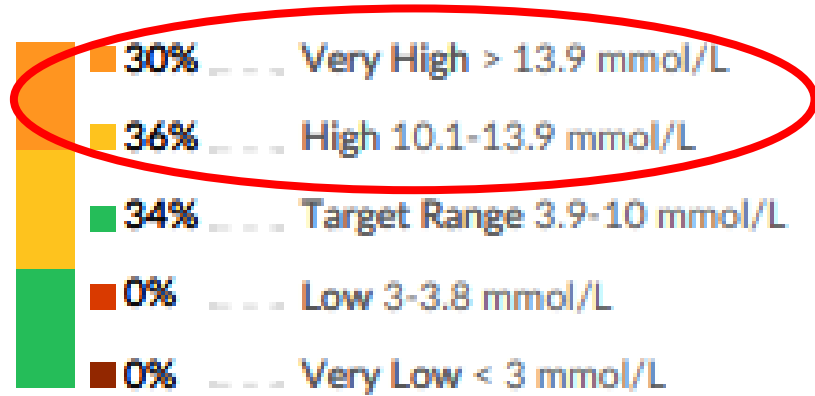 30% Very High > 13.9 mmol/L
36% High 10.1-13.9 mmol/L
34% Target Range 3.9-10 mmol/L
0% Low 3-3.8 mmol/L
0% Very Low < 3 mmol/L